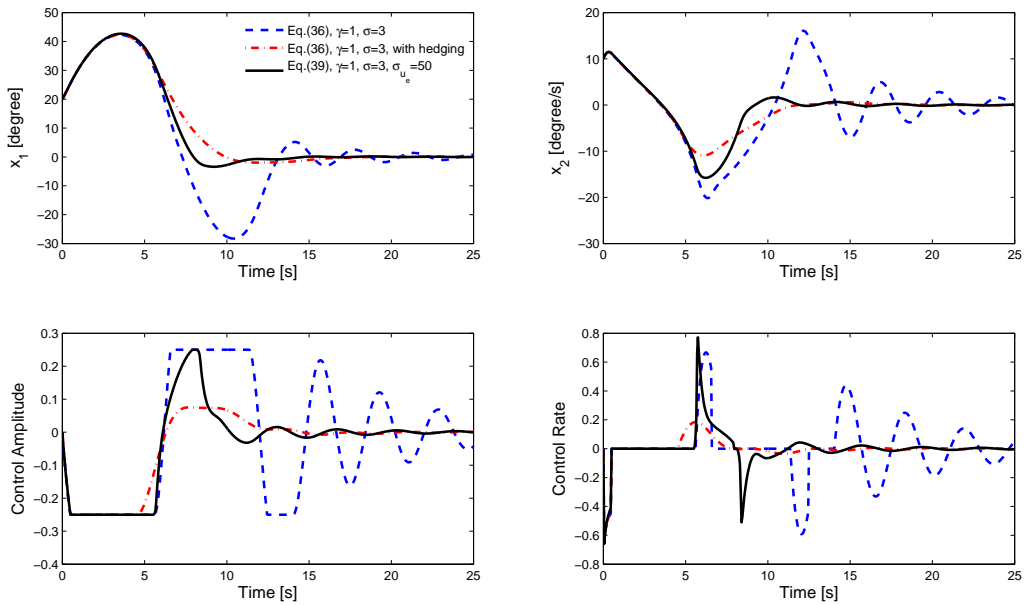 50
40
30
20
10
0
−10
−20
−30
x1 [degree]
Eq.(36), γ=1, σ=3
Eq.(36), γ=1, σ=3, with hedging
Eq.(39), γ=1, σ=3, σue=50
0 5 10 15 20 25
Time [s]
20
10
0
−10
−20
−30
x2 [degree/s]
0 5 10 15 20 25
Time [s]
0.3
0.2
0.1
0
−0.1
−0.2
−0.3
−0.4
Control Amplitude
0 5 10 15 20 25
Time [s]
0.8
0.6
0.4
0.2
0
−0.2
−0.4
−0.6
−0.8
Control Rate
0 5 10 15 20 25
Time [s]